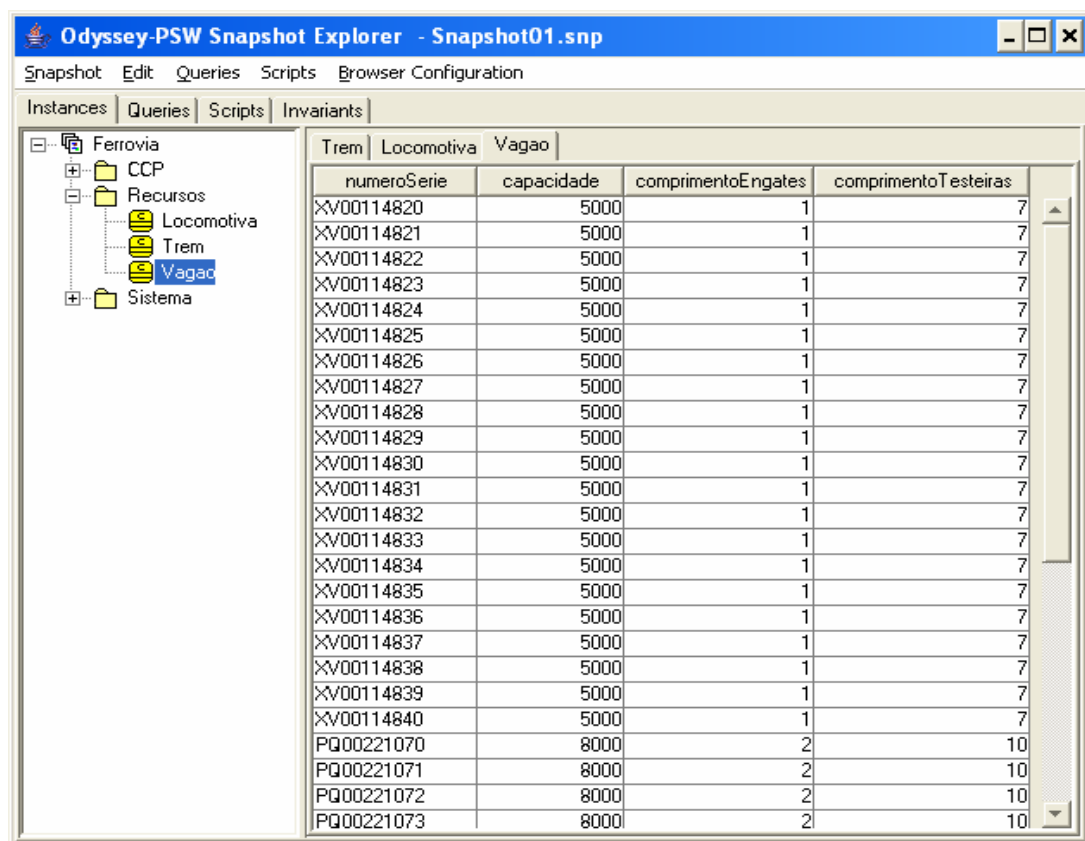 Odyssey-PSW Snapshot Explorer - Snapshot01.snp
Snapshot Edit Queries Scripts Browser Configuration
Instances Queries Scripts Invariants
Ferrovia
CCP
Recursos
Locomotiva
Trem
Vagao
Sistema
Trem Locomotiva Vagao
numeroSerie capacidade comprimentoEngates comprimentoTesteiras
XV00114820 5000 1 7
XV00114821 5000 1 7
XV00114822 5000 1 7
XV00114823 5000 1 7
XV00114824 5000 1 7
XV00114825 5000 1 7
XV00114826 5000 1 7
XV00114827 5000 1 7
XV00114828 5000 1 7
XV00114829 5000 1 7
XV00114830 5000 1 7
XV00114831 5000 1 7
XV00114832 5000 1 7
XV00114833 5000 1 7
XV00114834 5000 1 7
XV00114835 5000 1 7
XV00114836 5000 1 7
XV00114837 5000 1 7
XV00114838 5000 1 7
XV00114839 5000 1 7
XV00114840 5000 1 7
PQ00221070 8000 2 10
PQ00221071 8000 2 10
PQ00221072 8000 2 10
PQ00221073 8000 2 10